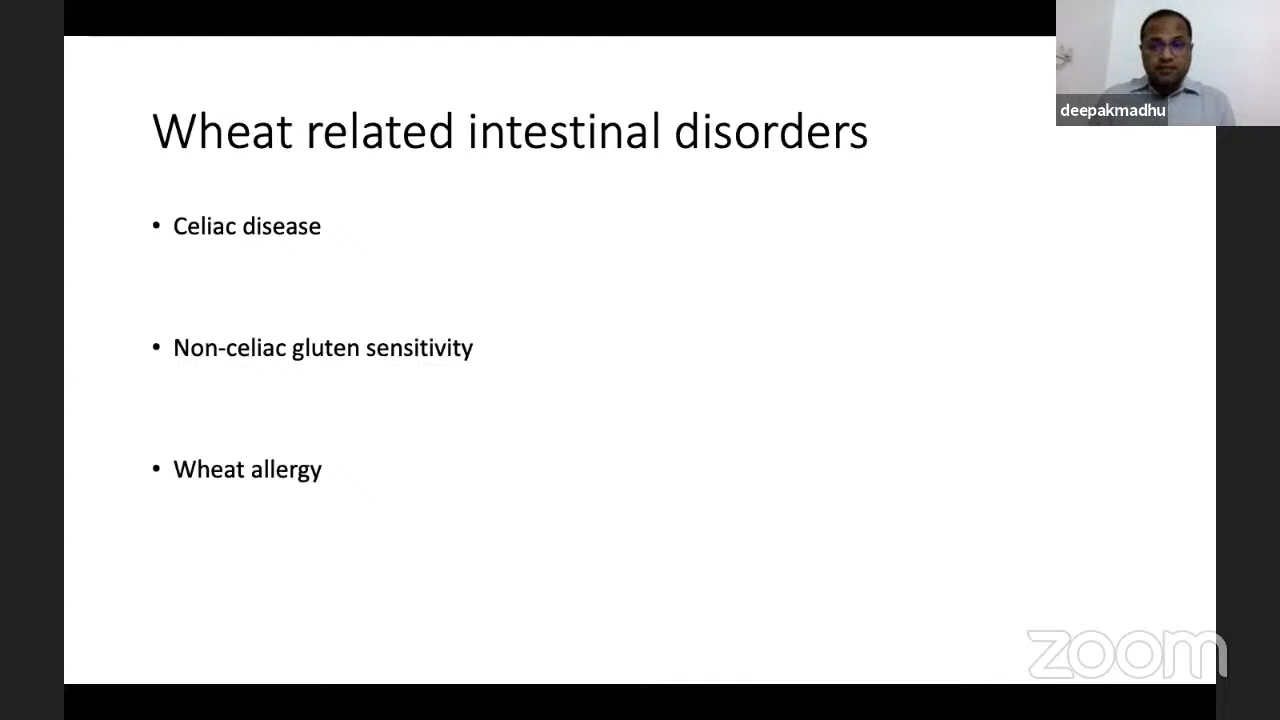 Wheat related intestinal disorders
deepakmadhu
• Celiac disease
• Non-celiac gluten sensitivity
• Wheat allergy
zoom